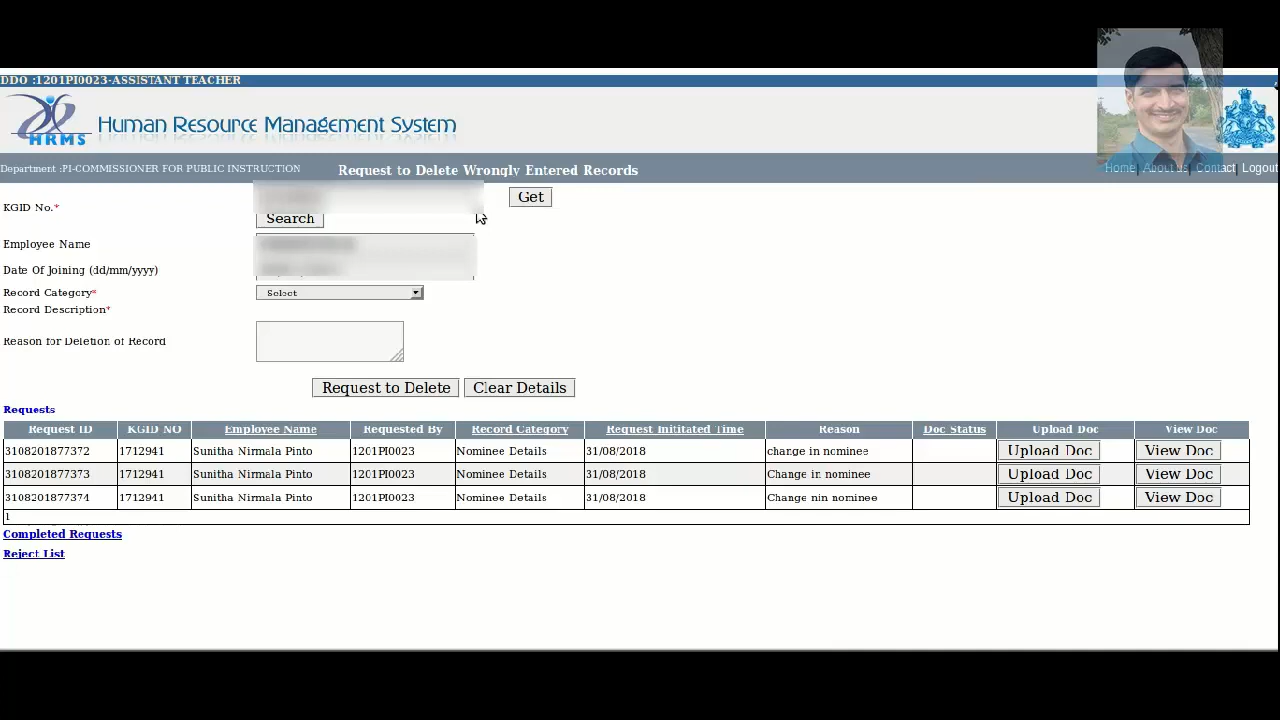 DDO :1201PI0023-ASSISTANT TEACHER
HRMS
Human Resource Management System
Department :PI-COMMISSIONER FOR PUBLIC INSTRUCTION Request to Delete Wrongly Entered Records Home| About us| Contact| Logout
KGID No.* Get
Search
Employee Name
Date Of Joining (dd/mm/yyyy)
Record Category* Select
Record Description*
Reason for Deletion of Record
Request to Delete Clear Details
Requests
Request ID KGID NO Employee Name Requested By Record Category Request Inititated Time Reason Doc Status Upload Doc View Doc
3108201877372 1712941 Sunitha Nirmala Pinto 1201PI0023 Nominee Details 31/08/2018 change in nominee Upload Doc View Doc
3108201877373 1712941 Sunitha Nirmala Pinto 1201PI0023 Nominee Details 31/08/2018 Change in nominee Upload Doc View Doc
3108201877374 1712941 Sunitha Nirmala Pinto 1201PI0023 Nominee Details 31/08/2018 Change nin nominee Upload Doc View Doc
1
Completed Requests
Reject List